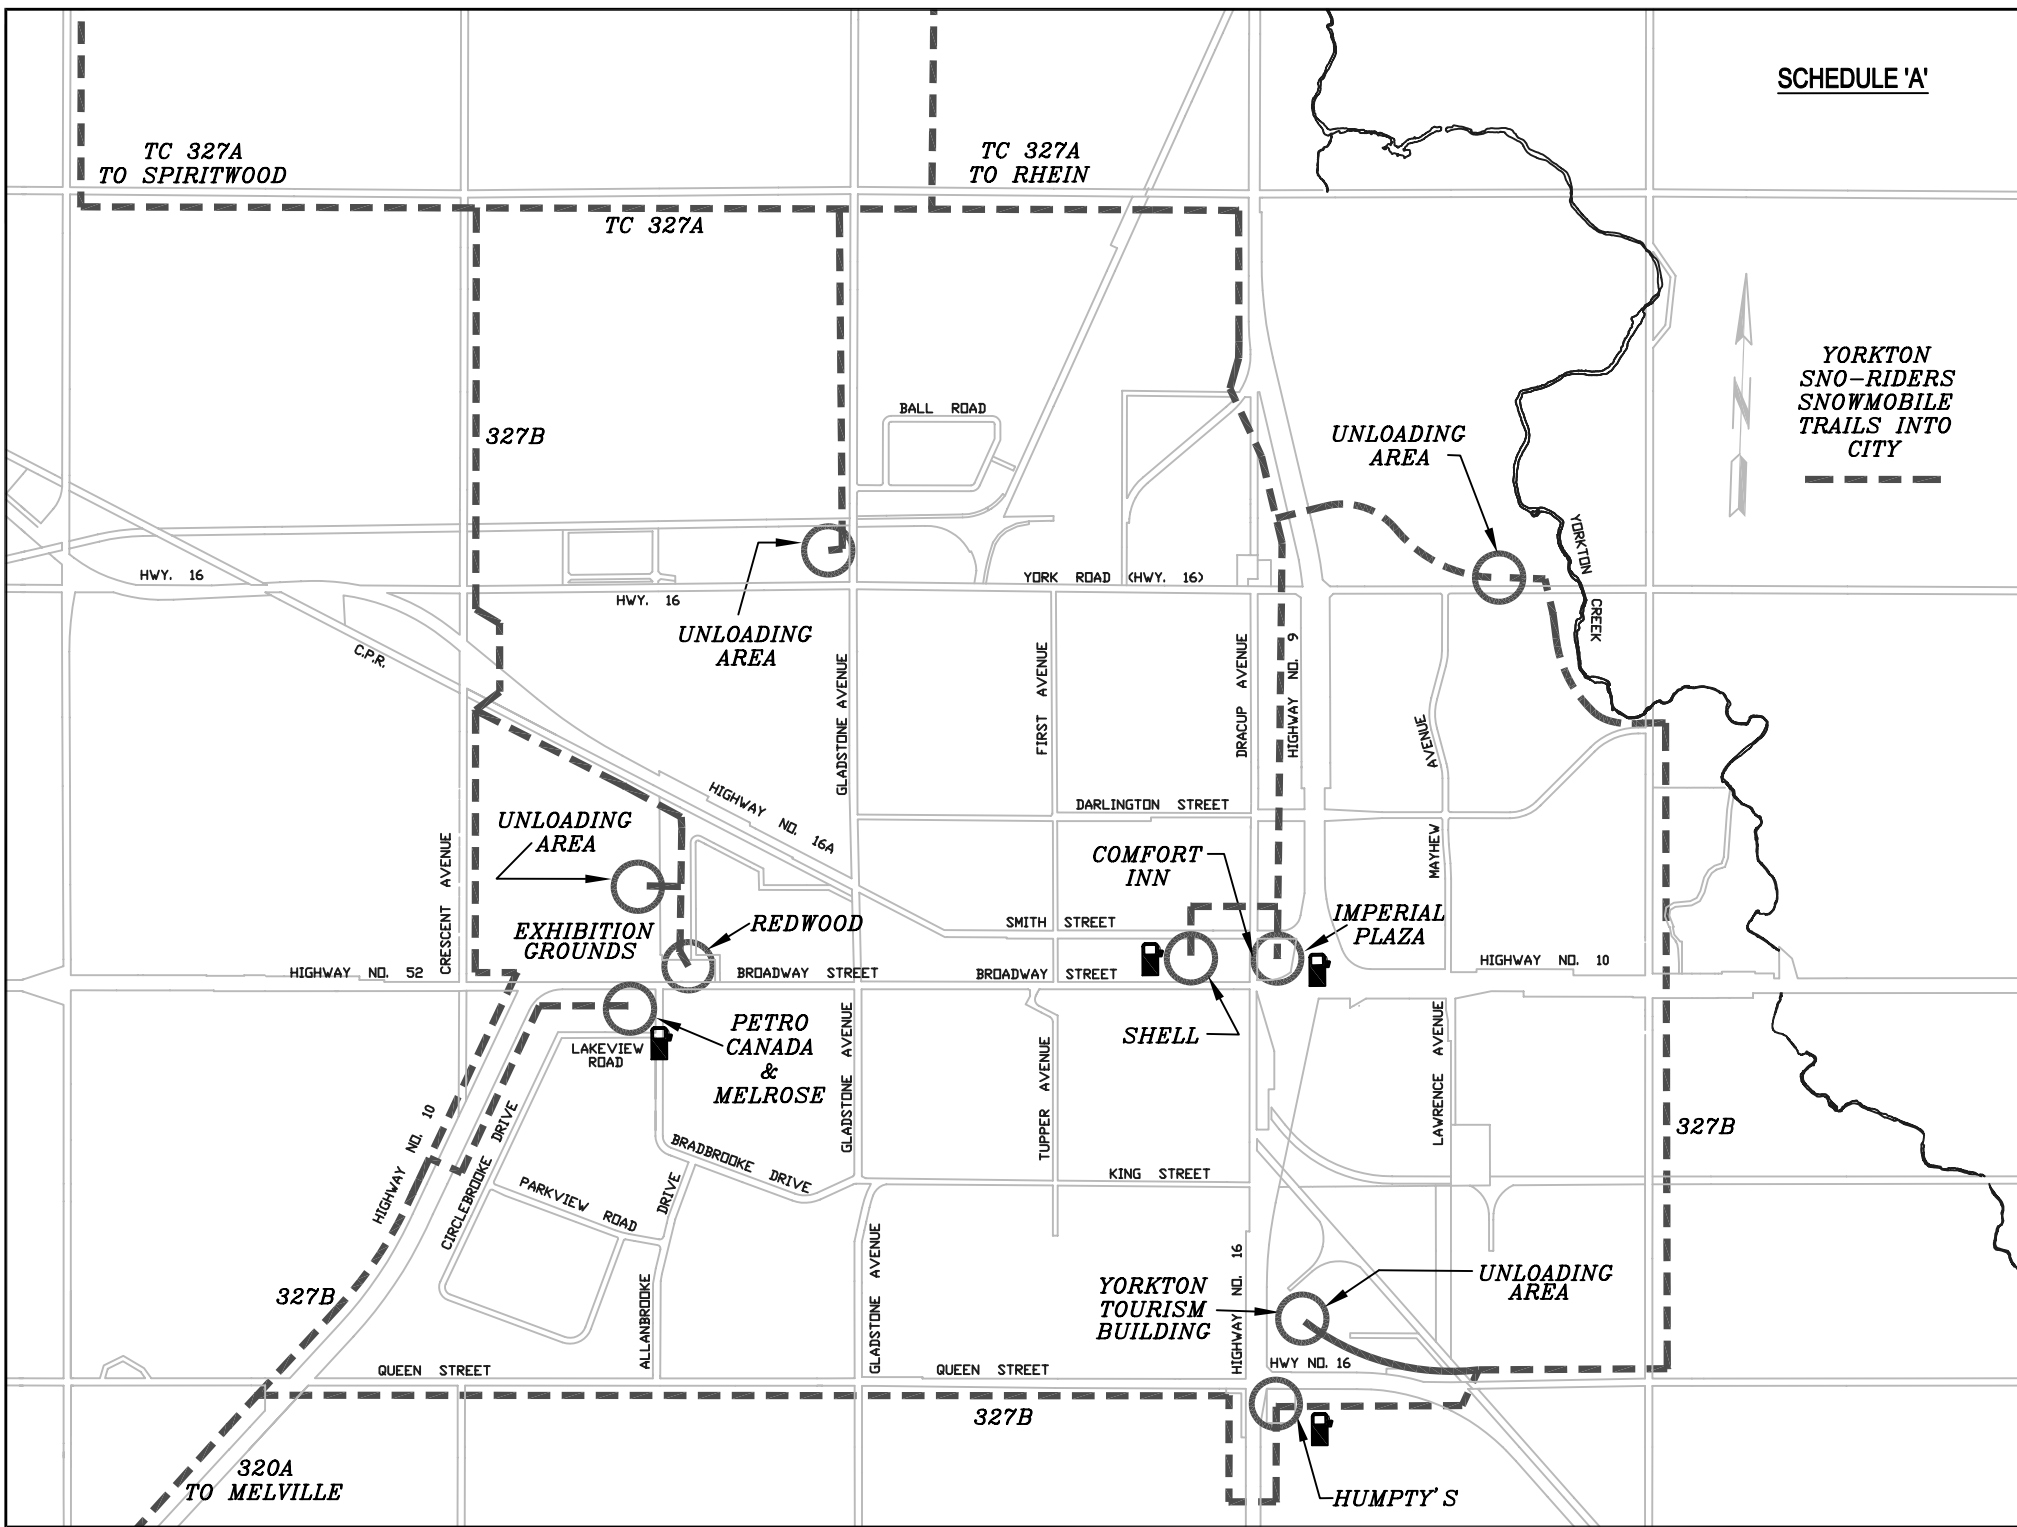 SCHEDULE 'A'
TC 327A
TO SPIRITWOOD
TC 327A
TO RHEIN
TC 327A
YORKTON
SNO-RIDERS
SNOWMOBILE
TRAILS INTO
CITY
327B
BALL ROAD
UNLOADING
AREA
YORKTON
CREEK
HWY. 16
HWY. 16
YORK ROAD (HWY. 16)
UNLOADING
AREA
C.P.R.
GLADSTONE AVENUE
FIRST AVENUE
DRACUP AVENUE
HIGHWAY NO. 9
AVENUE
MAYHEW
HIGHWAY NO. 16A
DARLINGTON STREET
UNLOADING
AREA
CRESCENT AVENUE
COMFORT
INN
EXHIBITION
GROUNDS
REDWOOD
SMITH STREET
IMPERIAL
PLAZA
HIGHWAY NO. 52
BROADWAY STREET
BROADWAY STREET
HIGHWAY NO. 10
PETRO
CANADA
&
MELROSE
LAKEVIEW
ROAD
SHELL
GLADSTONE AVENUE
TUPPER AVENUE
LAWRENCE AVENUE
327B
HIGHWAY NO. 10
CIRCLEBROOKE DRIVE
BRADBROOKE DRIVE
PARKVIEW ROAD
DRIVE
ALLANBROOKE
KING STREET
GLADSTONE AVENUE
HIGHWAY NO. 16
327B
YORKTON
TOURISM
BUILDING
UNLOADING
AREA
HWY NO. 16
QUEEN STREET
QUEEN STREET
327B
320A
TO MELVILLE
HUMPTY'S
N